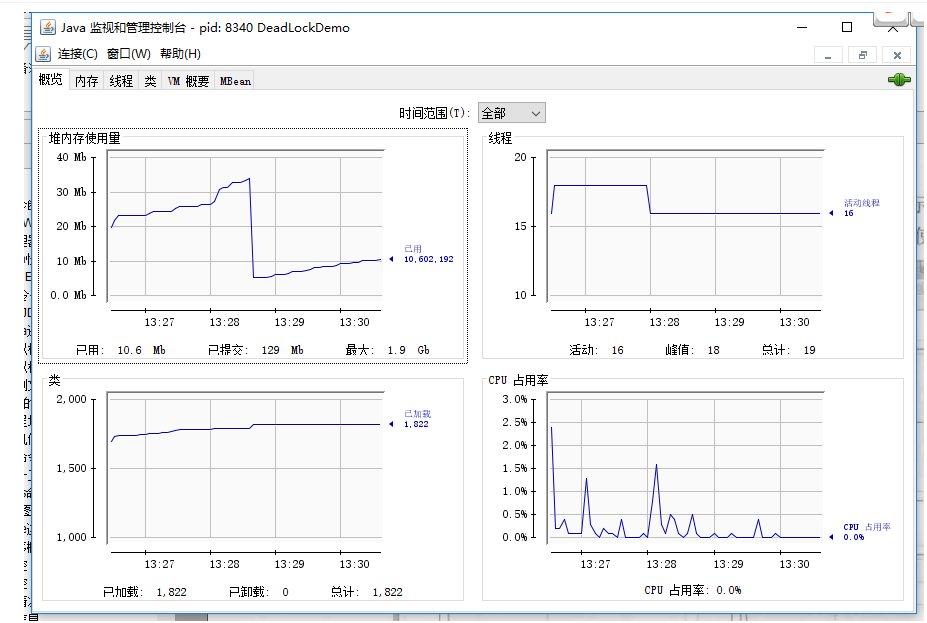 Java 监视和管理控制台 - pid: 8340 DeadLockDemo
连接(C) 窗口(W) 帮助(H)
概览 内存 线程 类 VM 概要 MBean
时间范围(T): 全部
堆内存使用量
40 Mb
30 Mb
20 Mb
10 Mb
0.0 Mb
已用
10,602,192
13:27 13:28 13:29 13:30
已用: 10.6 Mb 已提交: 129 Mb 最大: 1.9 Gb
线程
20
15
10
活动线程
16
13:27 13:28 13:29 13:30
活动: 16 峰值: 18 总计: 19
类
2,000
1,500
1,000
已加载
1,822
13:27 13:28 13:29 13:30
已加载: 1,822 已卸载: 0 总计: 1,822
CPU 占用率
3.0%
2.5%
2.0%
1.5%
1.0%
0.5%
0.0%
CPU 占用率
0.0%
13:27 13:28 13:29 13:30
CPU 占用率: 0.0%